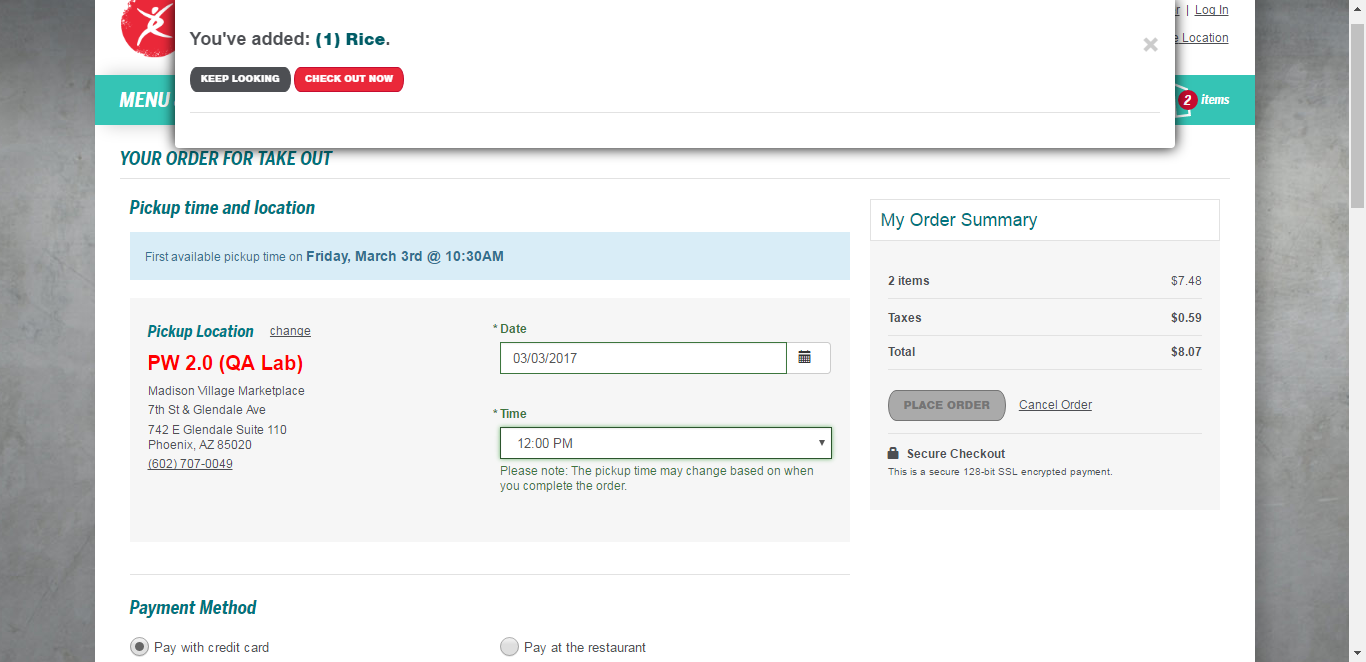 You've added: (1) Rice.
KEEP LOOKING CHECK OUT NOW
| Log In
Location
MENU
2 items
YOUR ORDER FOR TAKE OUT
Pickup time and location
First available pickup time on Friday, March 3rd @ 10:30AM
Pickup Location change
PW 2.0 (QA Lab)
Madison Village Marketplace
7th St & Glendale Ave
742 E Glendale Suite 110
Phoenix, AZ 85020
(602) 707-0049
* Date
03/03/2017
* Time
12:00 PM
Please note: The pickup time may change based on when
you complete the order.
My Order Summary
2 items $7.48
Taxes $0.59
Total $8.07
PLACE ORDER Cancel Order
Secure Checkout
This is a secure 128-bit SSL encrypted payment.
Payment Method
Pay with credit card Pay at the restaurant